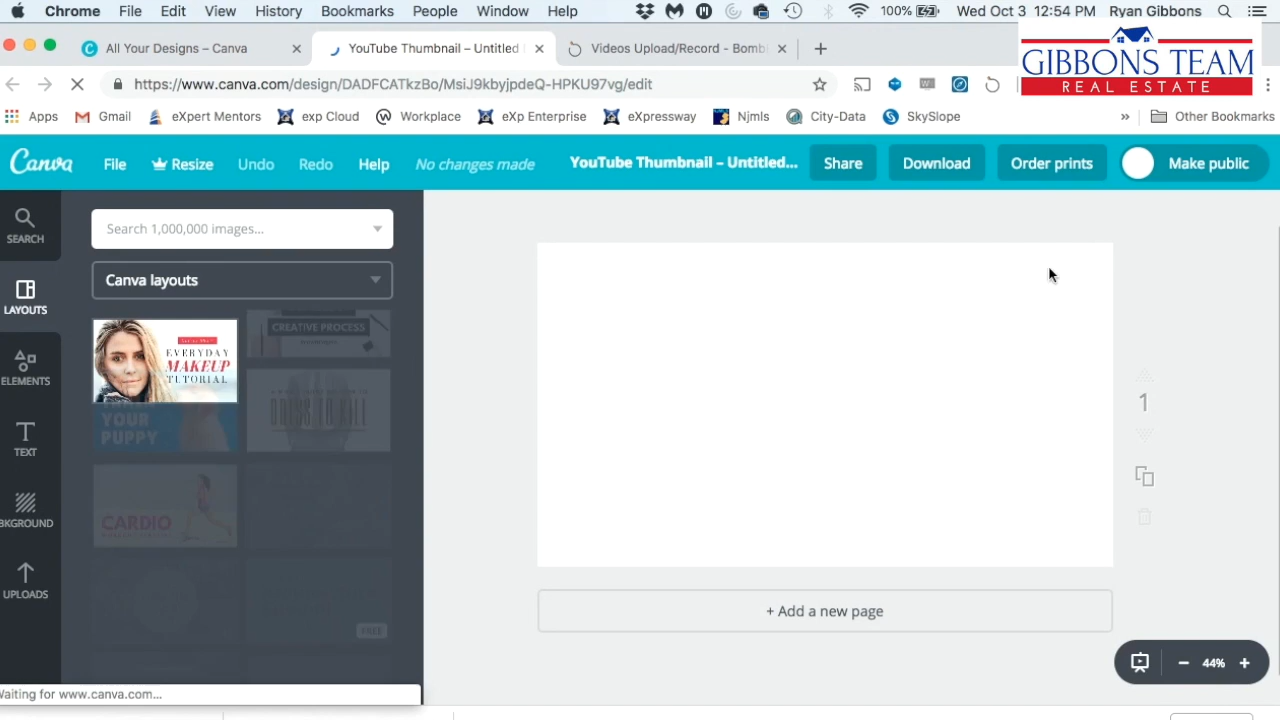 Chrome File Edit View History Bookmarks People Window Help 100% Wed Oct 3 12:54 PM Ryan Gibbons
All Your Designs – Canva
YouTube Thumbnail – Untitled
Videos Upload/Record - Bomb
GIBBONS TEAM
REAL ESTATE
https://www.canva.com/design/DADFCATkzBo/MsiJ9kbyjpdeQ-HPKU97vg/edit
Apps Gmail eXpert Mentors exp Cloud Workplace eXp Enterprise eXpressway Njmls City-Data SkySlope » Other Bookmarks
Canva File Resize Undo Redo Help No changes made YouTube Thumbnail – Untitled... Share Download Order prints Make public
SEARCH
LAYOUTS
ELEMENTS
TEXT
BKGROUND
UPLOADS
Search 1,000,000 images...
Canva layouts
EVERYDAY
MAKEUP
TUTORIAL
CREATIVE PROCESS
YOUR
PUPPY
DRESS TO KILL
CARDIO
FREE
1
+ Add a new page
44%
Waiting for www.canva.com...